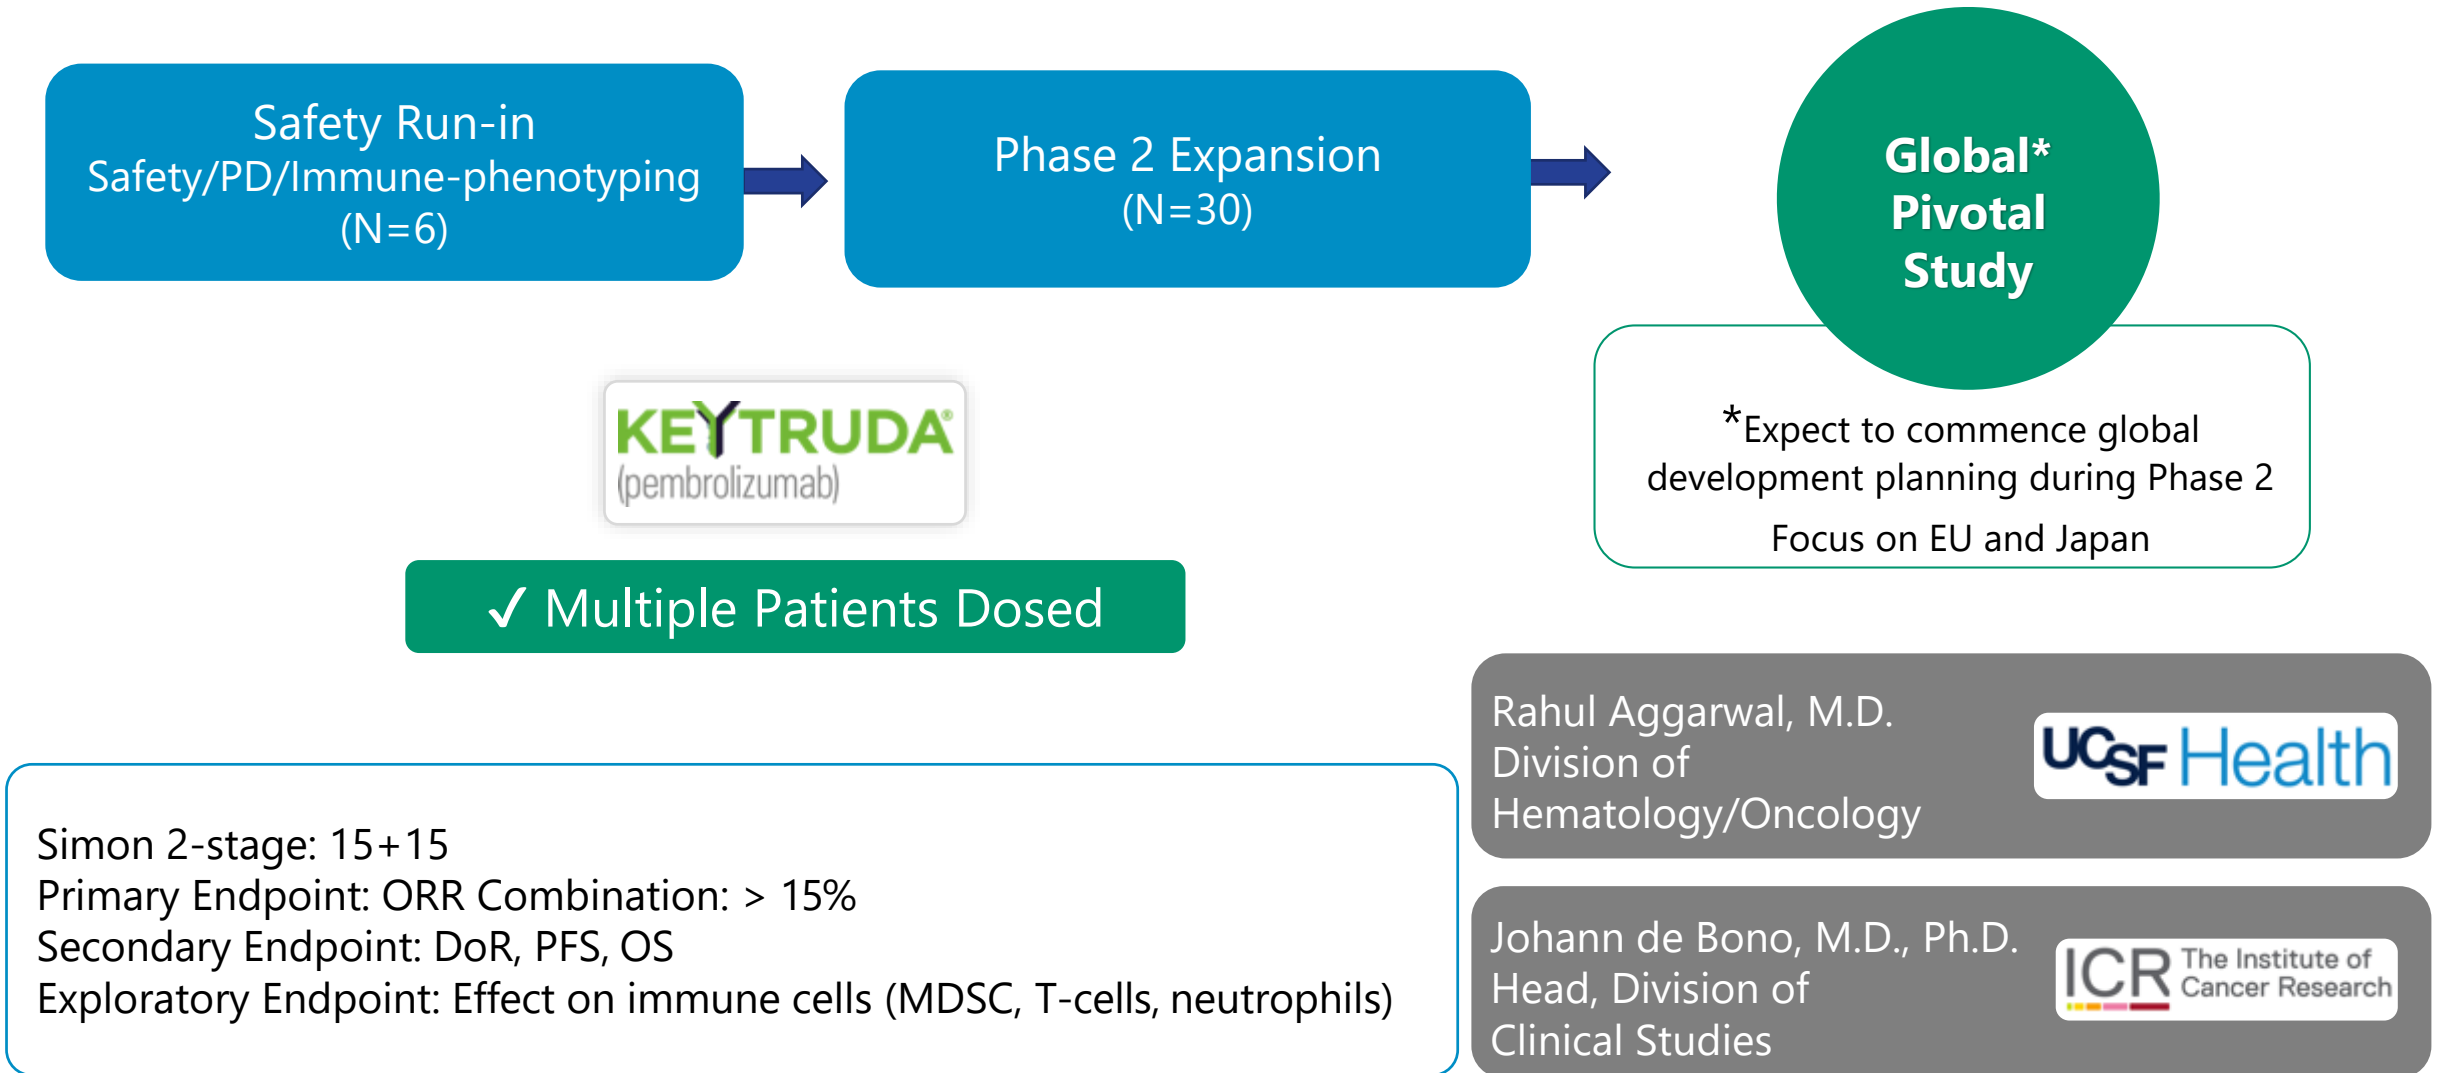 Safety Run-in
Safety/PD/Immune-phenotyping
(N=6)
Phase 2 Expansion
(N=30)
Global*
Pivotal
Study
*Expect to commence global
development planning during Phase 2
Focus on EU and Japan
KEYTRUDA®
(pembrolizumab)
✓ Multiple Patients Dosed
Simon 2-stage: 15+15
Primary Endpoint: ORR Combination: > 15%
Secondary Endpoint: DoR, PFS, OS
Exploratory Endpoint: Effect on immune cells (MDSC, T-cells, neutrophils)
Rahul Aggarwal, M.D.
Division of
Hematology/Oncology
UCSF Health
Johann de Bono, M.D., Ph.D.
Head, Division of
Clinical Studies
ICR The Institute of
Cancer Research